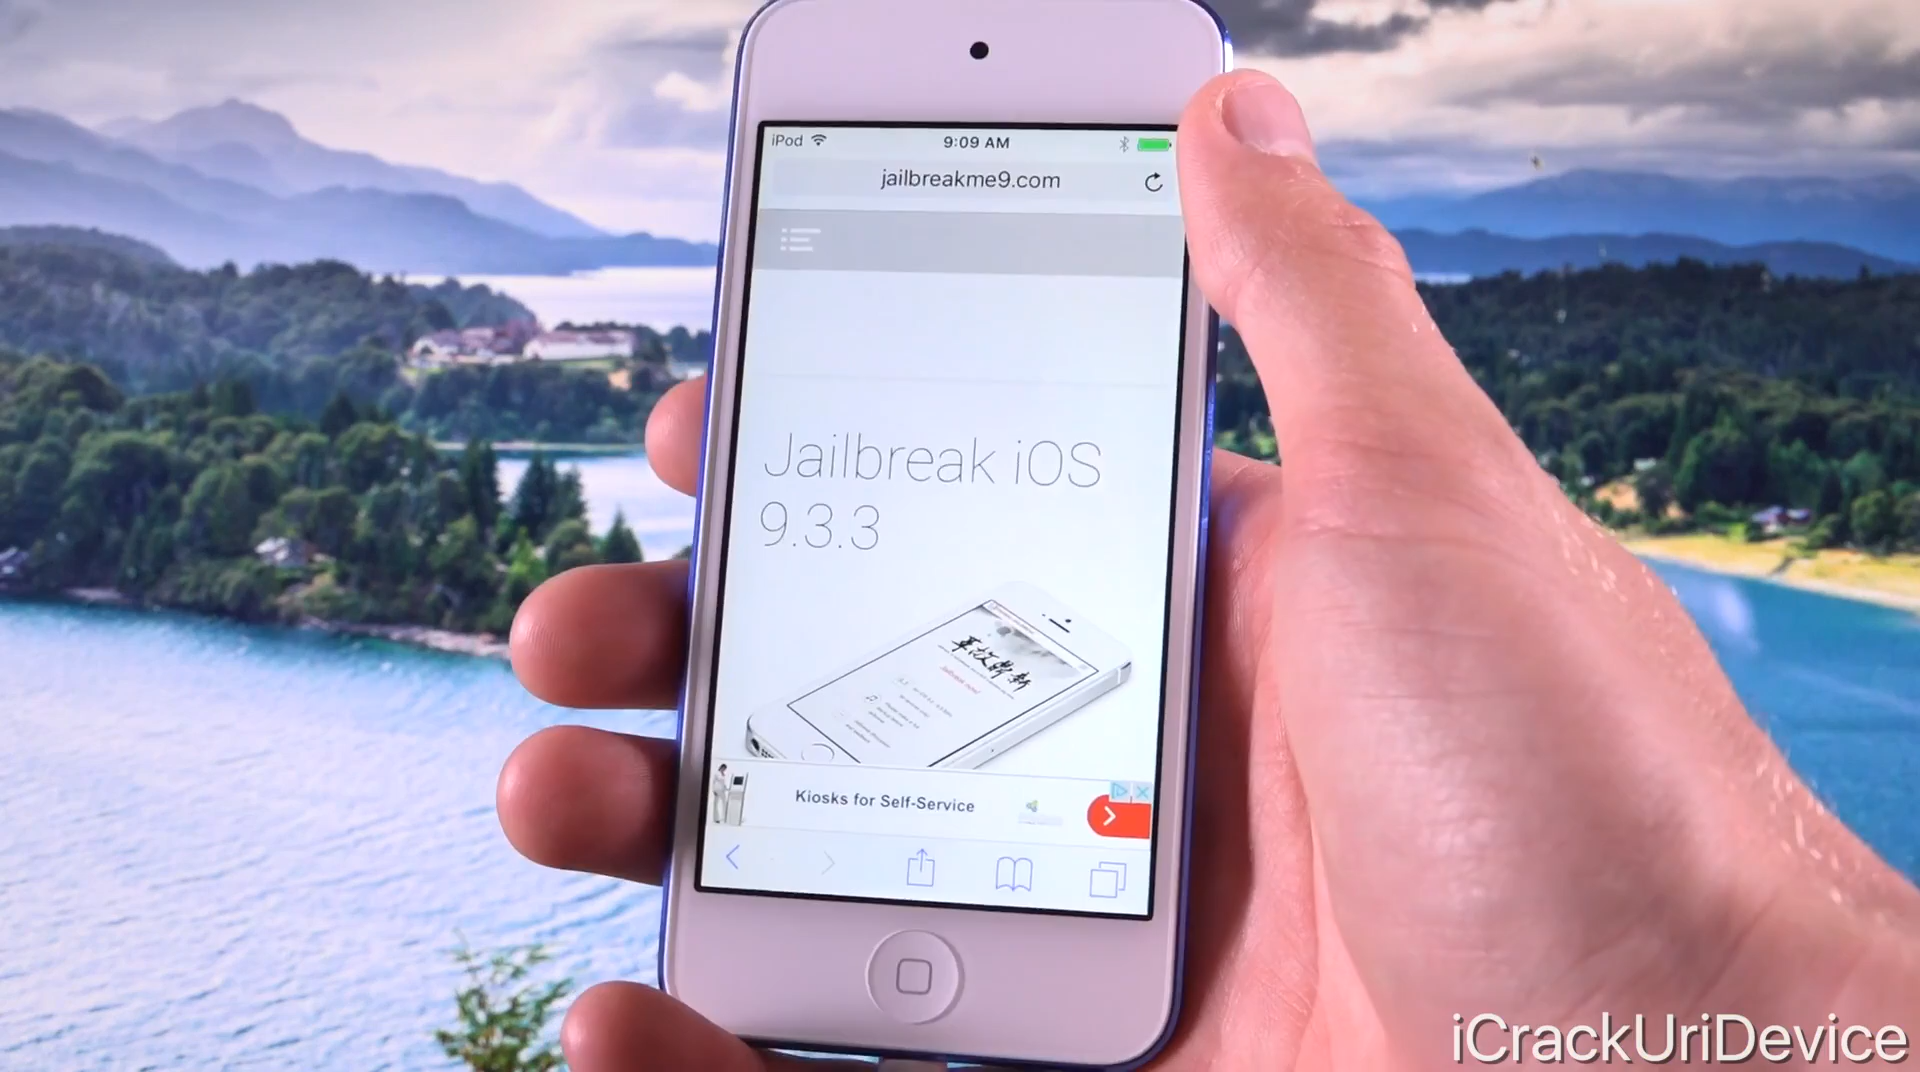 iPod
9:09 AM
jailbreakme9.com
Jailbreak iOS
9.3.3
Kiosks for Self-Service
iCrackUriDevice